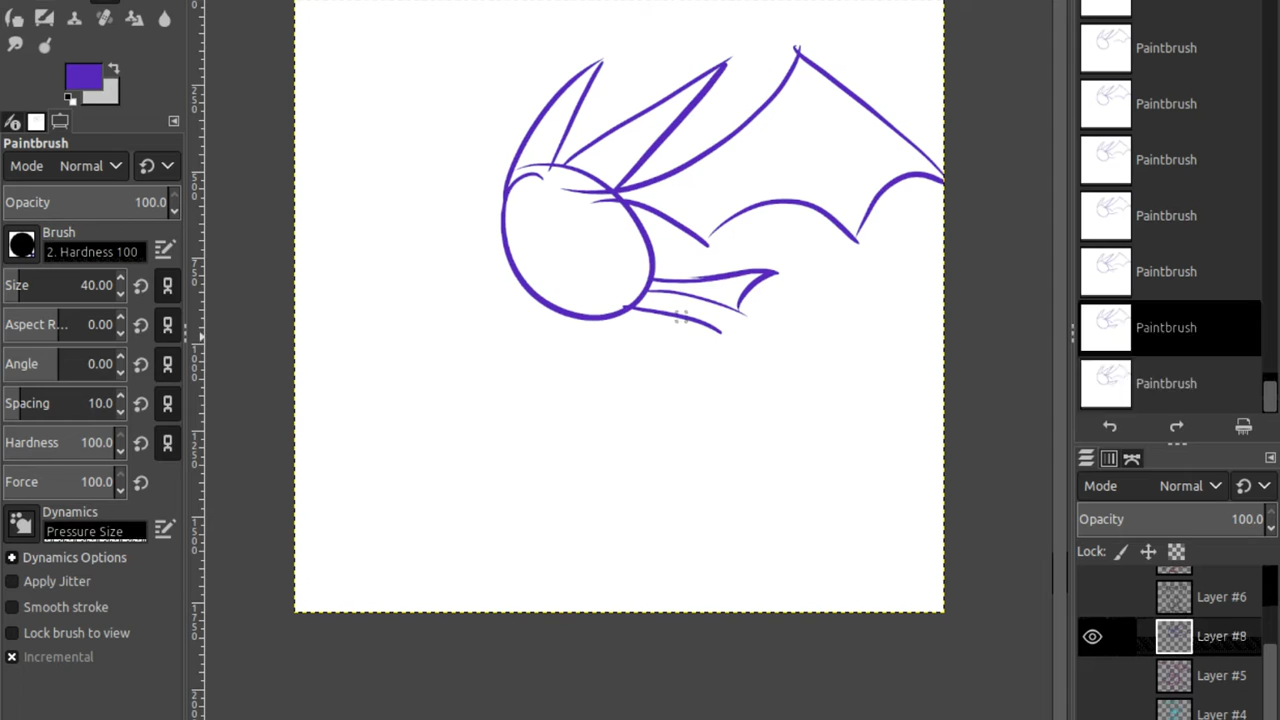 Paintbrush
Mode Normal
Opacity 100.0
Brush
2. Hardness 100
Size 40.00
Aspect R... 0.00
Angle 0.00
Spacing 10.0
Hardness 100.0
Force 100.0
Dynamics
Pressure Size
Dynamics Options
Apply Jitter
Smooth stroke
Lock brush to view
Incremental
Paintbrush
Paintbrush
Paintbrush
Paintbrush
Paintbrush
Paintbrush
Paintbrush
Mode Normal
Opacity 100.0
Lock:
Layer #6
Layer #8
Layer #5
Layer #4